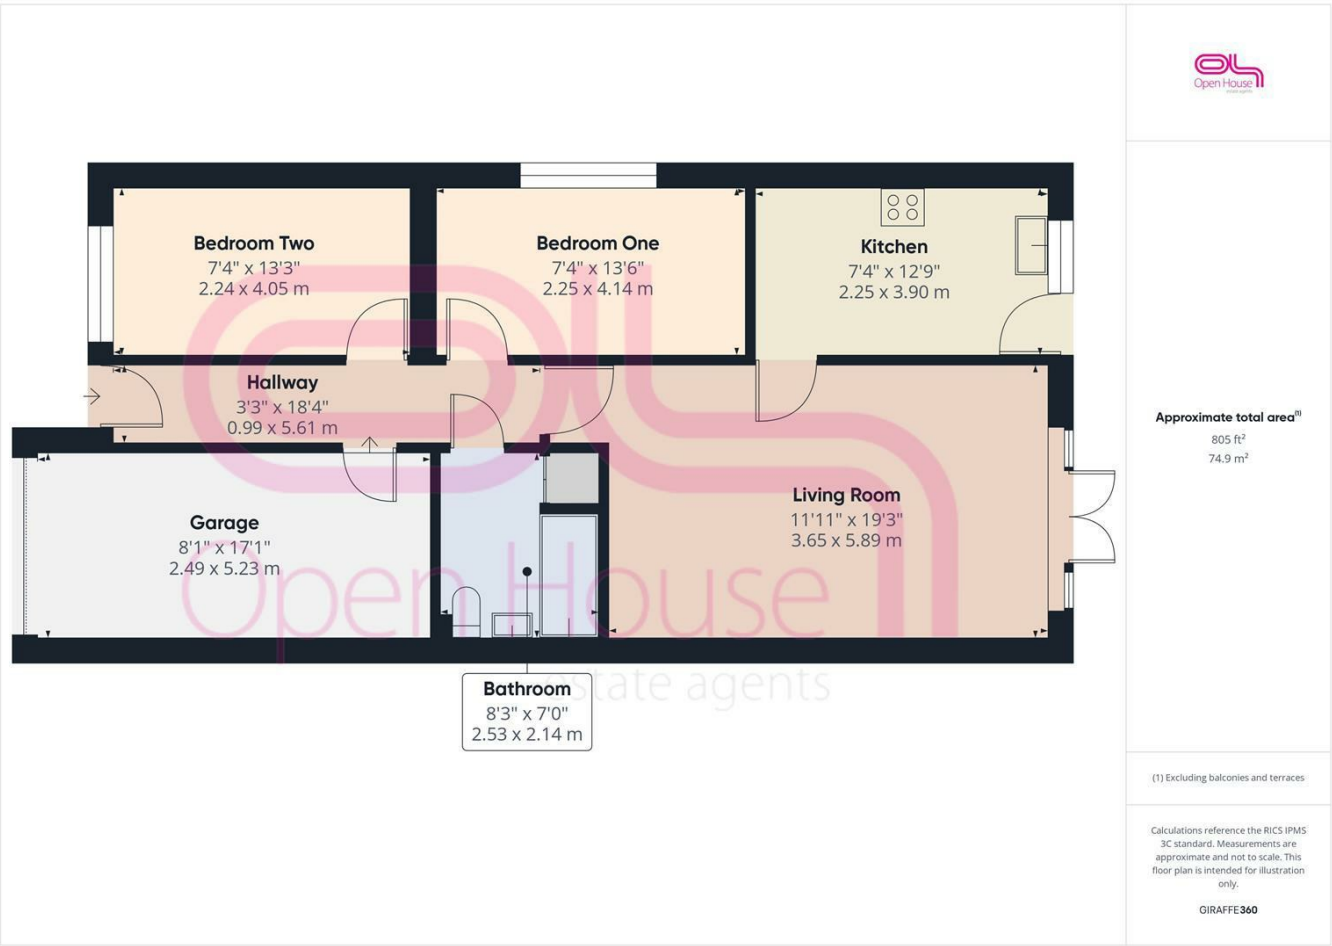 Open House
estate agents
Bedroom Two
7'4" x 13'3"
2.24 x 4.05 m
Bedroom One
7'4" x 13'6"
2.25 x 4.14 m
Kitchen
7'4" x 12'9"
2.25 x 3.90 m
Hallway
3'3" x 18'4"
0.99 x 5.61 m
Garage
8'1" x 17'1"
2.49 x 5.23 m
Living Room
11'11" x 19'3"
3.65 x 5.89 m
Open House
estate agents
Bathroom
8'3" x 7'0"
2.53 x 2.14 m
Approximate total area(1)
805 ft²
74.9 m²
(1) Excluding balconies and terraces
Calculations reference the RICS IPMS
3C standard. Measurements are
approximate and not to scale. This
floor plan is intended for illustration
only.
GIRAFFE360